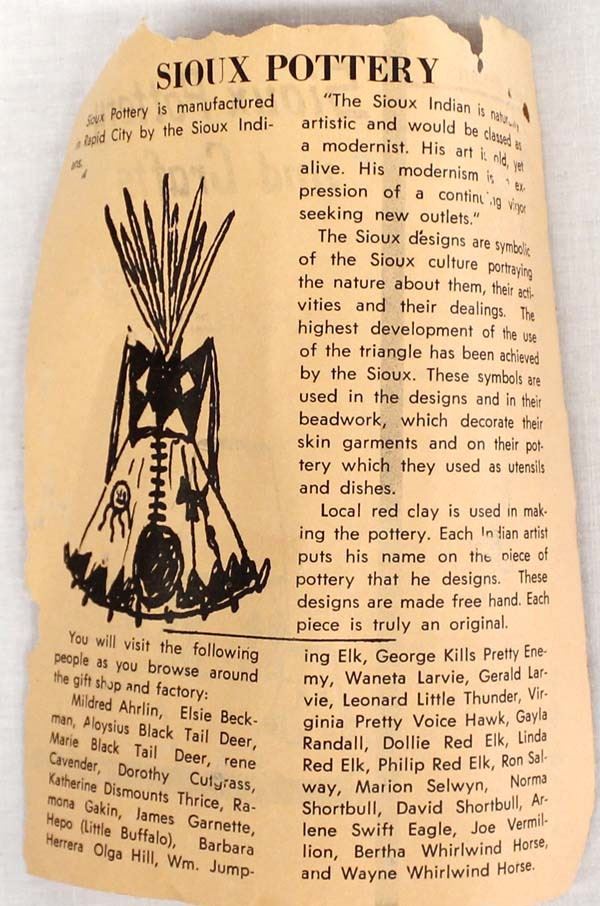 SIOUX POTTERY
Sioux Pottery is manufactured
Rapid City by the Sioux Indi-
ans.
"The Sioux Indian is
artistic and would be classed as
a modernist. His art is old, yet
alive. His modernism is ex-
pression of a continuing vigor
seeking new outlets."
The Sioux designs are symbolic
of the Sioux culture portraying
the nature about them, their acti-
vities and their dealings. The
highest development of the use
of the triangle has been achieved
by the Sioux. These symbols are
used in the designs and in their
beadwork, which decorate their
skin garments and on their pot-
tery which they used as utensils
and dishes.
Local red clay is used in mak-
ing the pottery. Each Indian artist
puts his name on the piece of
pottery that he designs. These
designs are made free hand. Each
piece is truly an original.
You will visit the following
people as you browse around
the gift shop and factory:
Mildred Ahrlin, Elsie Beck-
man, Aloysius Black Tail Deer,
Marie Black Tail Deer, rene
Cavender, Dorothy Cutgrass,
Katherine Dismounts Thrice, Ra-
mona Gakin, James Garnette,
Hepo (Little Buffalo), Barbara
Herrera Olga Hill, Wm. Jump-
ing Elk, George Kills Pretty Ene-
my, Waneta Larvie, Gerald Lar-
vie, Leonard Little Thunder, Vir-
ginia Pretty Voice Hawk, Gayla
Randall, Dollie Red Elk, Linda
Red Elk, Philip Red Elk, Ron Sal-
way, Marion Selwyn, Norma
Shortbull, David Shortbull, Ar-
lene Swift Eagle, Joe Vermil-
lion, Bertha Whirlwind Horse,
and Wayne Whirlwind Horse.